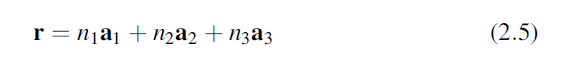 r = n₁a₁ + n₂a₂ + n₃a₃ (2.5)